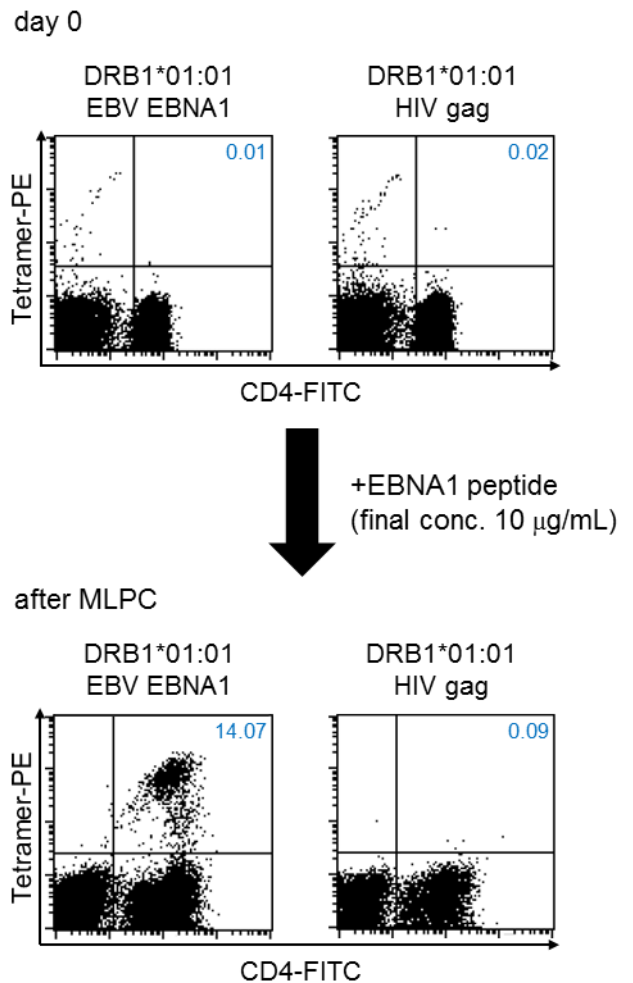 day 0
DRB1*01:01
EBV EBNA1
DRB1*01:01
HIV gag
0.01
0.02
Tetramer-PE
CD4-FITC
+EBNA1 peptide
(final conc. 10 μg/mL)
after MLPC
DRB1*01:01
EBV EBNA1
DRB1*01:01
HIV gag
14.07
0.09
Tetramer-PE
CD4-FITC